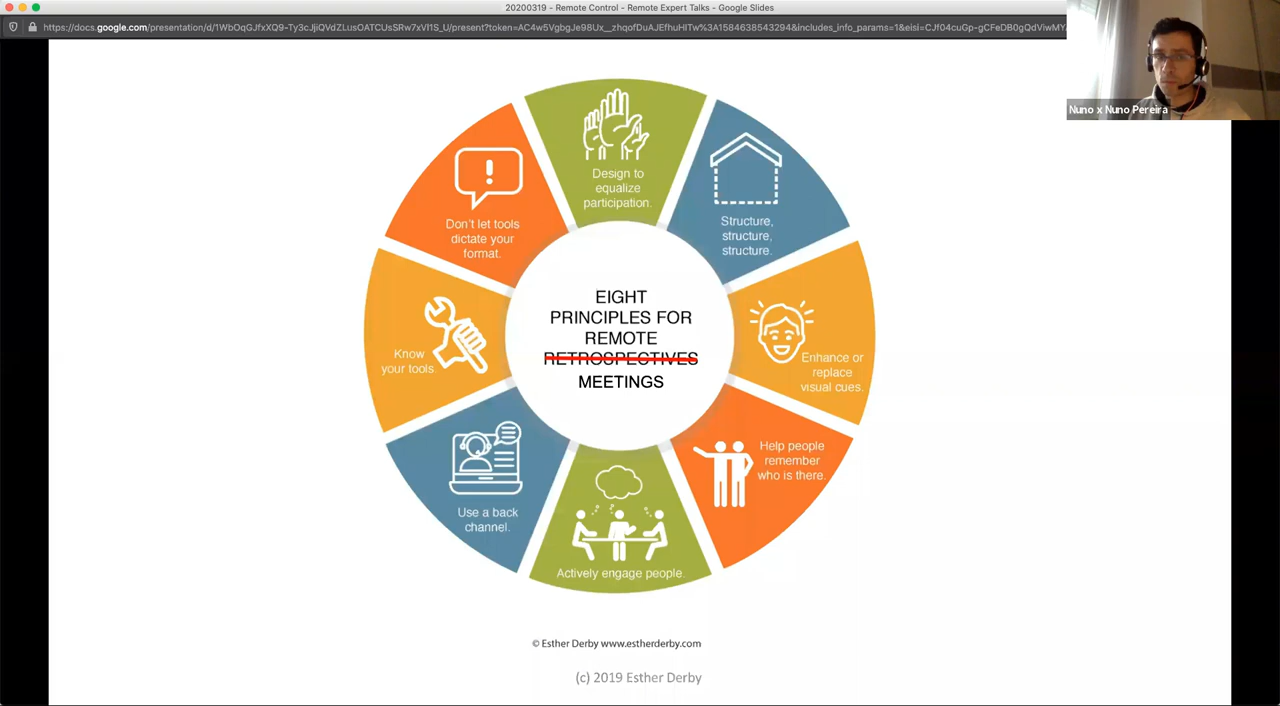 20200319 - Remote Control - Remote Expert Talks - Google Slides
Nuno x Nuno Pereira
Design to
equalize
participation.
Structure,
structure,
structure.
Enhance or
replace
visual cues.
Help people
remember
who is there.
Actively engage people.
Use a back
channel.
Know
your tools.
Don't let tools
dictate your
format.
EIGHT
PRINCIPLES FOR
REMOTE
RETROSPECTIVES
MEETINGS
© Esther Derby www.estherderby.com
(c) 2019 Esther Derby